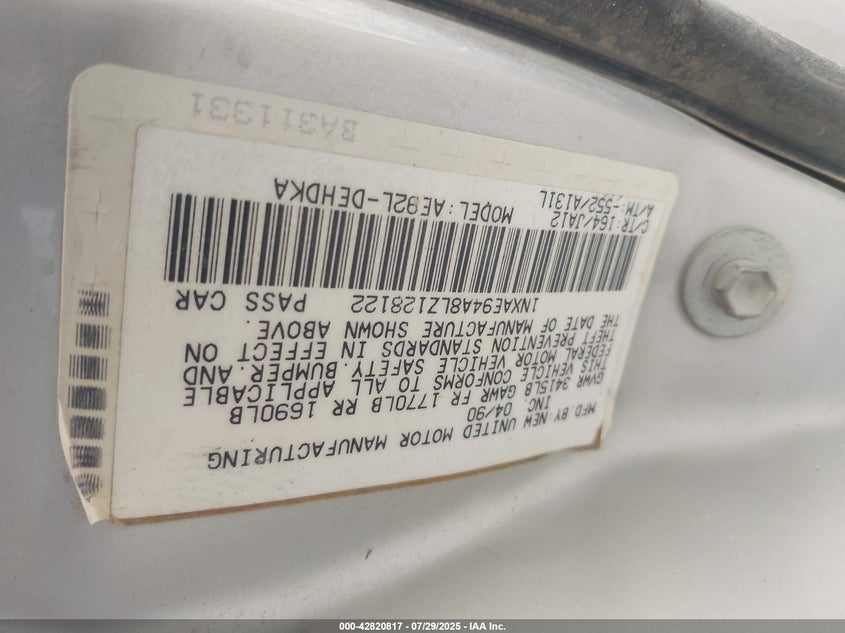 MFD BY:NEW UNITED MOTOR MANUFACTURING
INC 04/90
GVWR 3415LB GAWR FR 1770LB RR 1690LB
THIS VEHICLE CONFORMS TO ALL APPLICABLE
FEDERAL MOTOR VEHICLE SAFETY.BUMPER.AND
THEFT PREVENTION STANDARDS IN EFFECT ON
THE DATE OF MANUFACTURE SHOWN ABOVE.
1NXAE94A8LZ128122 PASS CAR
C/TR:164/JA12 MODEL:AE92L-DEHDKA
A/TM:-552/A131L
BA311331
000-42820817 - 07/29/2025 - IAA Inc.